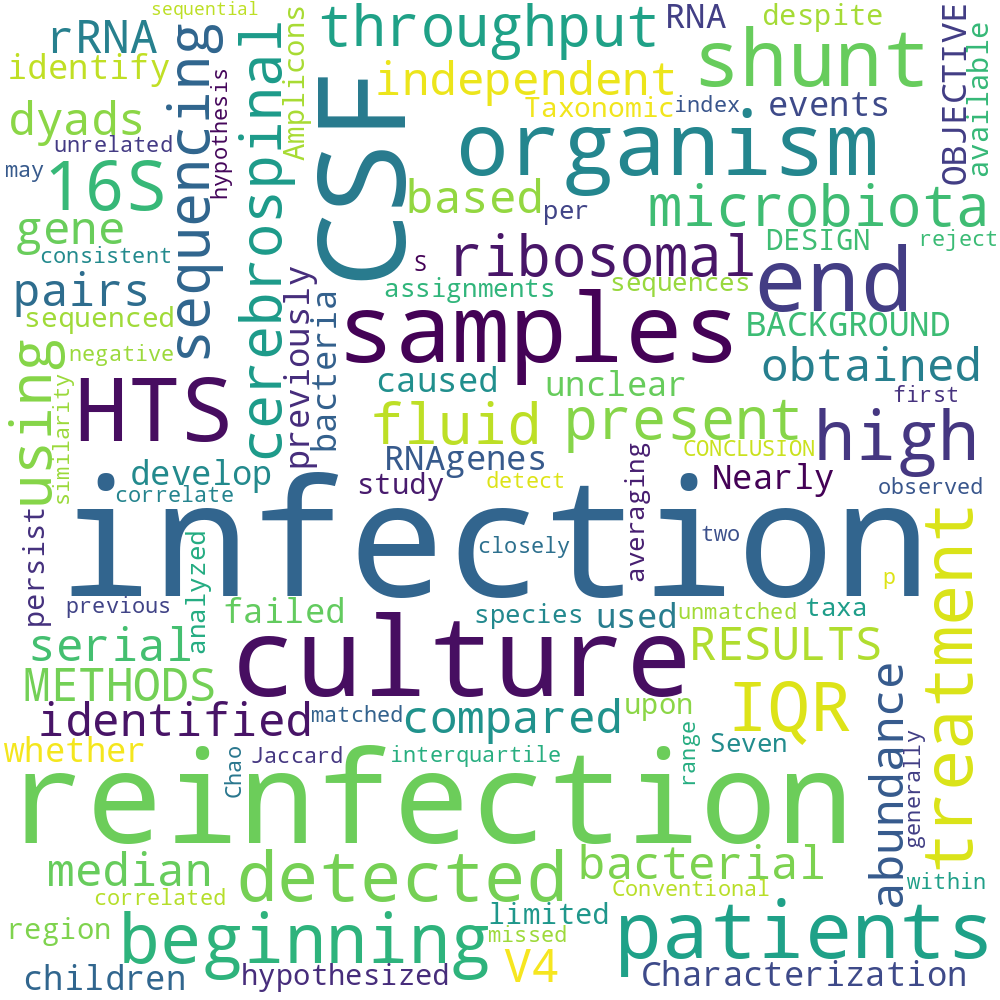 sequential
rRNA
throughput
RNA
despite
shunt
OBJECTIVE
available
identify
sequencing
cerebrospinal
Amplicons
CSF
independent
Taxonomic
index
events
dyads
hypothesis
unrelated
organism
may
16S
based
per
microbiota
gene
consistent
s
ribosomal
DESIGN
reject
pairs
previously
bacteria
assignments
sequences
end
samples
sequenced
BACKGROUND
using
negative
similarity
HTS
caused
unclear
obtained
first
fluid
present
high
develop
correlate
RNAgenes
study
detect
CONCLUSION
Nearly
observed
averaging
infection
closely
two
persist
analyzed
p
treatment
previous
failed
species
used
unmatched
taxa
serial
culture
RESULTS
METHODS
identified
matched
compared
upon
IQR
abundance
generally
whether
Chao
Jaccard
interquartile
range
Seven
reinfection
median
detected
bacterial
within
correlated
Conventional
region
beginning
limited
missed
patients
children
hypothesized
V4
Characterization